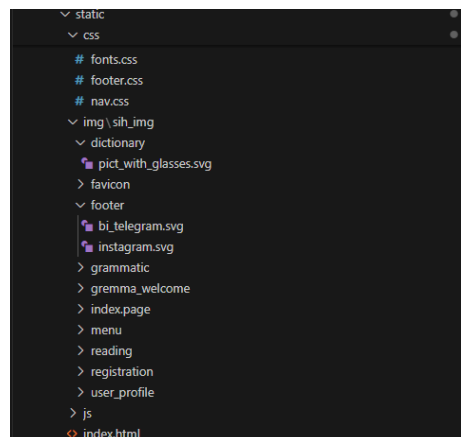 static
css
# fonts.css
# footer.css
# nav.css
img\sih_img
dictionary
pict_with_glasses.svg
favicon
footer
bi_telegram.svg
instagram.svg
grammatic
gremma_welcome
index.page
menu
reading
registration
user_profile
js
index.html